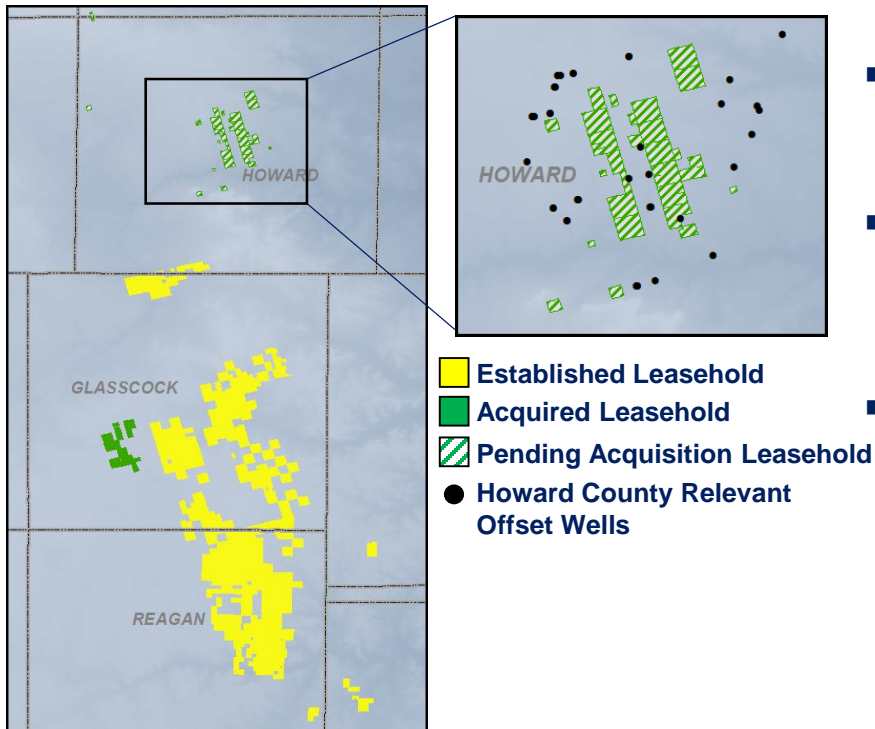 HOWARD
HOWARD
GLASSCOCK
REAGAN
Established Leasehold
Acquired Leasehold
Pending Acquisition Leasehold
Howard County Relevant
Offset Wells